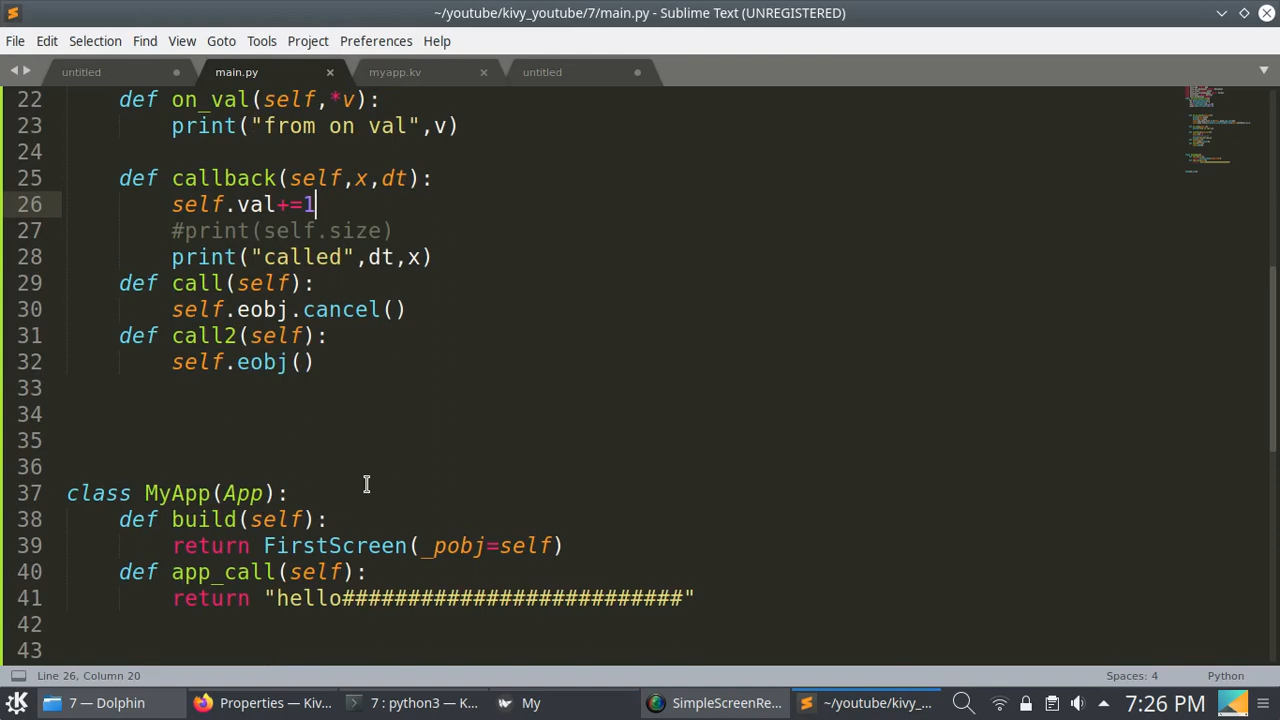 ~/youtube/kivy_youtube/7/main.py - Sublime Text (UNREGISTERED)
File Edit Selection Find View Goto Tools Project Preferences Help
untitled main.py myapp.kv untitled
22 def on_val(self,*v):
23 print("from on val",v)
24
25 def callback(self,x,dt):
26 self.val+=1
27 #print(self.size)
28 print("called",dt,x)
29 def call(self):
30 self.eobj.cancel()
31 def call2(self):
32 self.eobj()
33
34
35
36
37 class MyApp(App):
38 def build(self):
39 return FirstScreen(_pobj=self)
40 def app_call(self):
41 return "hello##########################"
42
43
Line 26, Column 20 Spaces: 4 Python
7 — Dolphin Properties — Kiv... 7 : python3 — K... My SimpleScreenRe... ~/youtube/kivy_... 7:26 PM